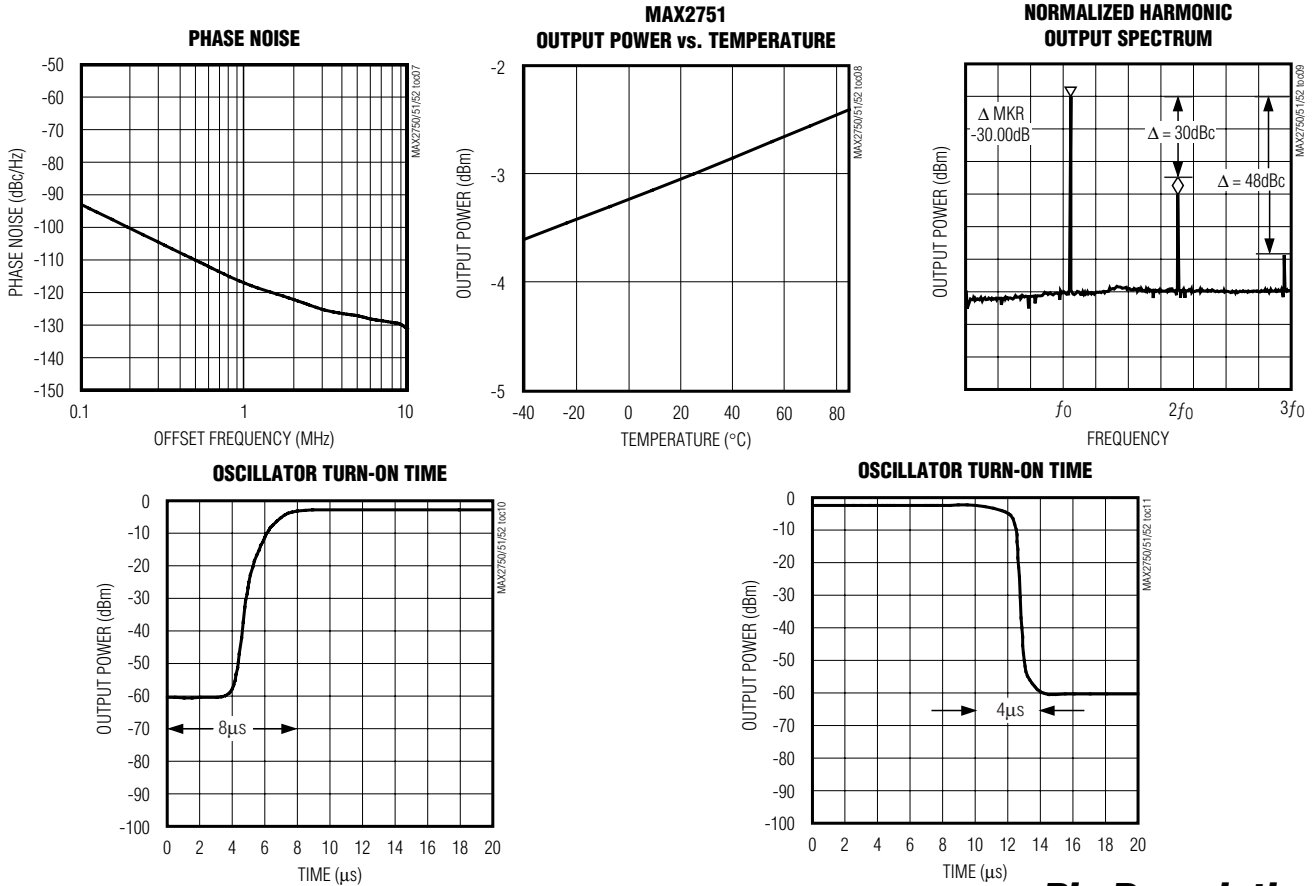 PHASE NOISE
-50
-60
-70
-80
-90
-100
-110
-120
-130
-140
-150
PHASE NOISE (dBc/Hz)
0.1
1
10
OFFSET FREQUENCY (MHz)
MAX2750/51/52 toc07
MAX2751
OUTPUT POWER vs. TEMPERATURE
-2
-3
-4
-5
OUTPUT POWER (dBm)
-40
-20
0
20
40
60
80
TEMPERATURE (°C)
MAX2750/51/52 toc08
NORMALIZED HARMONIC
OUTPUT SPECTRUM
OUTPUT POWER (dBm)
Δ MKR
-30.00dB
Δ = 30dBc
Δ = 48dBc
f0
2f0
3f0
FREQUENCY
MAX2750/51/52 toc09
OSCILLATOR TURN-ON TIME
0
-10
-20
-30
-40
-50
-60
-70
-80
-90
-100
OUTPUT POWER (dBm)
8µs
0
2
4
6
8
10
12
14
16
18
20
TIME (µs)
MAX2750/51/52 toc10
OSCILLATOR TURN-ON TIME
0
-10
-20
-30
-40
-50
-60
-70
-80
-90
-100
OUTPUT POWER (dBm)
4µs
0
2
4
6
8
10
12
14
16
18
20
TIME (µs)
MAX2750/51/52 toc11